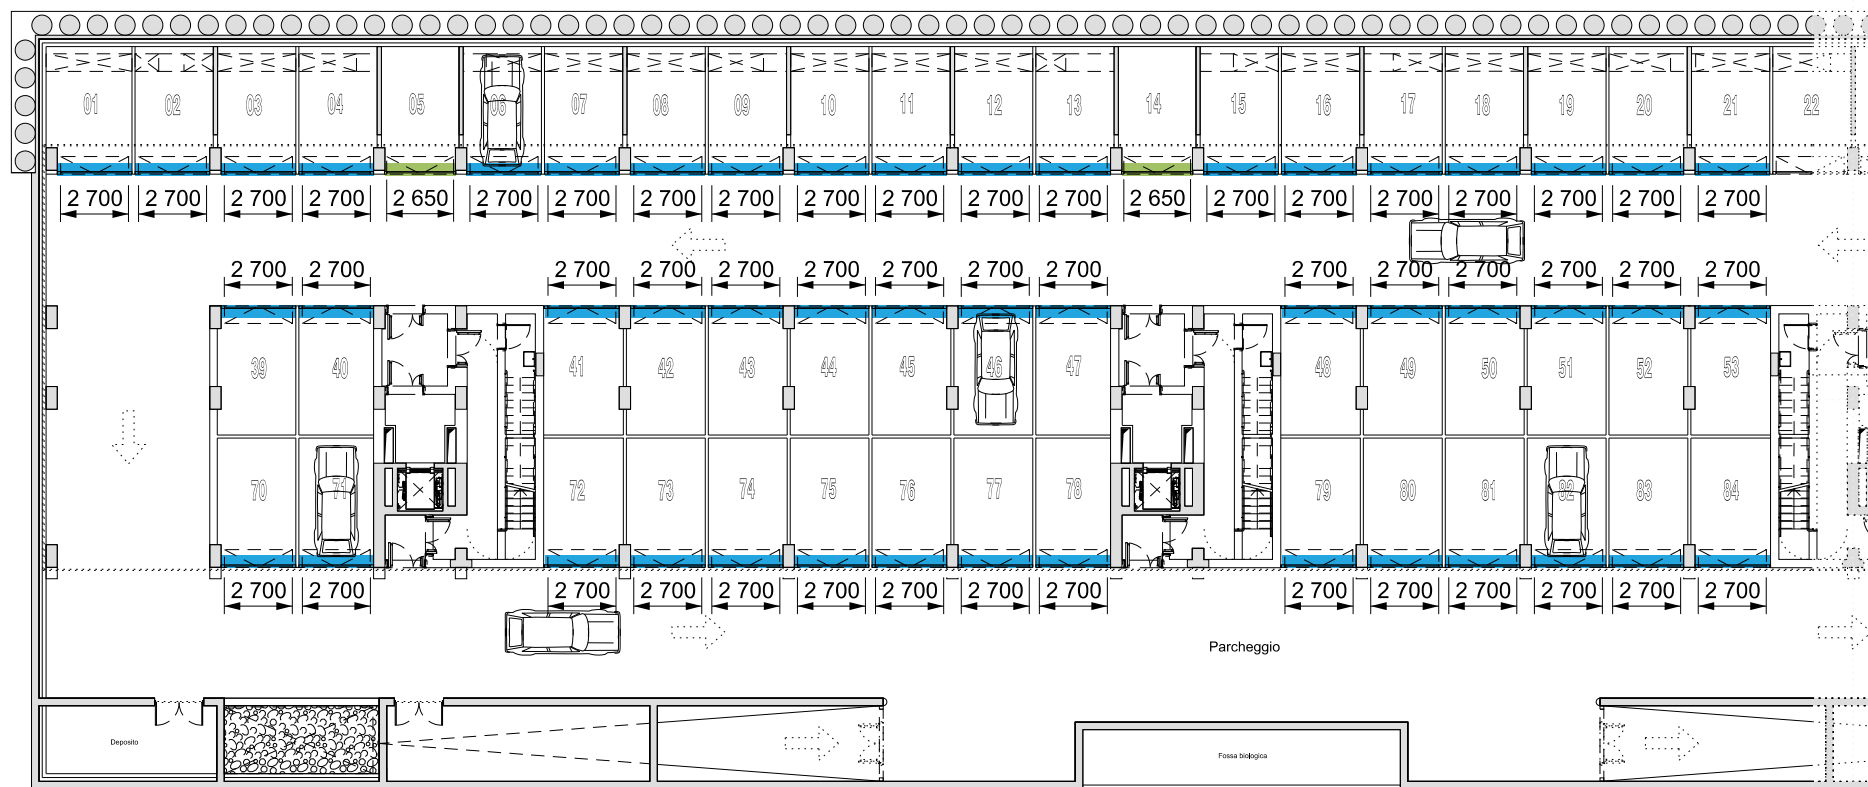 01 02 03 04 05 06 07 08 09 10 11 12 13 14 15 16 17 18 19 20 21 22
2 700 2 700 2 700 2 700 2 650 2 700 2 700 2 700 2 700 2 700 2 700 2 700 2 700 2 650 2 700 2 700 2 700 2 700 2 700 2 700 2 700
2 700 2 700 2 700 2 700 2 700 2 700 2 700 2 700 2 700 2 700 2 700 2 700 2 700 2 700 2 700
39 40 41 42 43 44 45 46 47 48 49 50 51 52 53
70 71 72 73 74 75 76 77 78 79 80 81 82 83 84
2 700 2 700 2 700 2 700 2 700 2 700 2 700 2 700 2 700 2 700 2 700 2 700 2 700 2 700 2 700
Parcheggio
Deposito
Fossa biologica